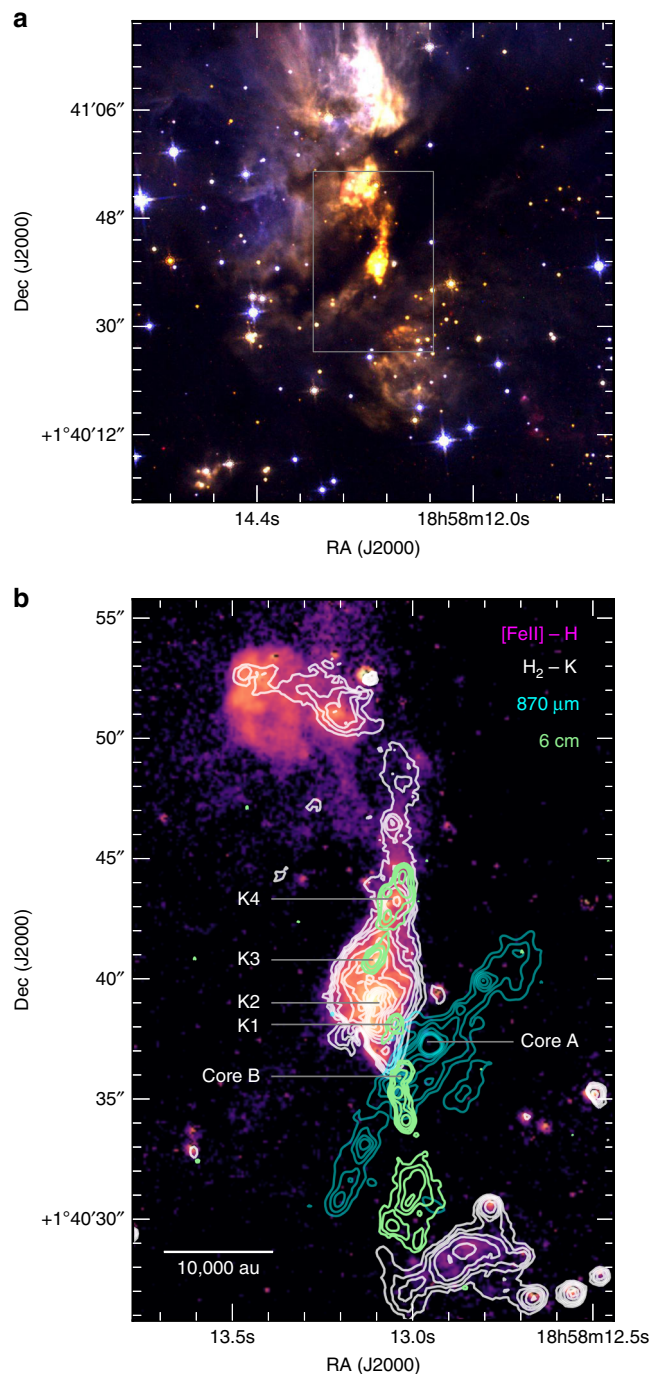 a
41′06″
48″
30″
+1°40′12″
Dec (J2000)
14.4s
18h58m12.0s
RA (J2000)
b
55″
50″
45″
40″
35″
+1°40′30″
Dec (J2000)
[FeII] – H
H₂ – K
870 μm
6 cm
K4
K3
K2
K1
Core A
Core B
10,000 au
13.5s
13.0s
18h58m12.5s
RA (J2000)